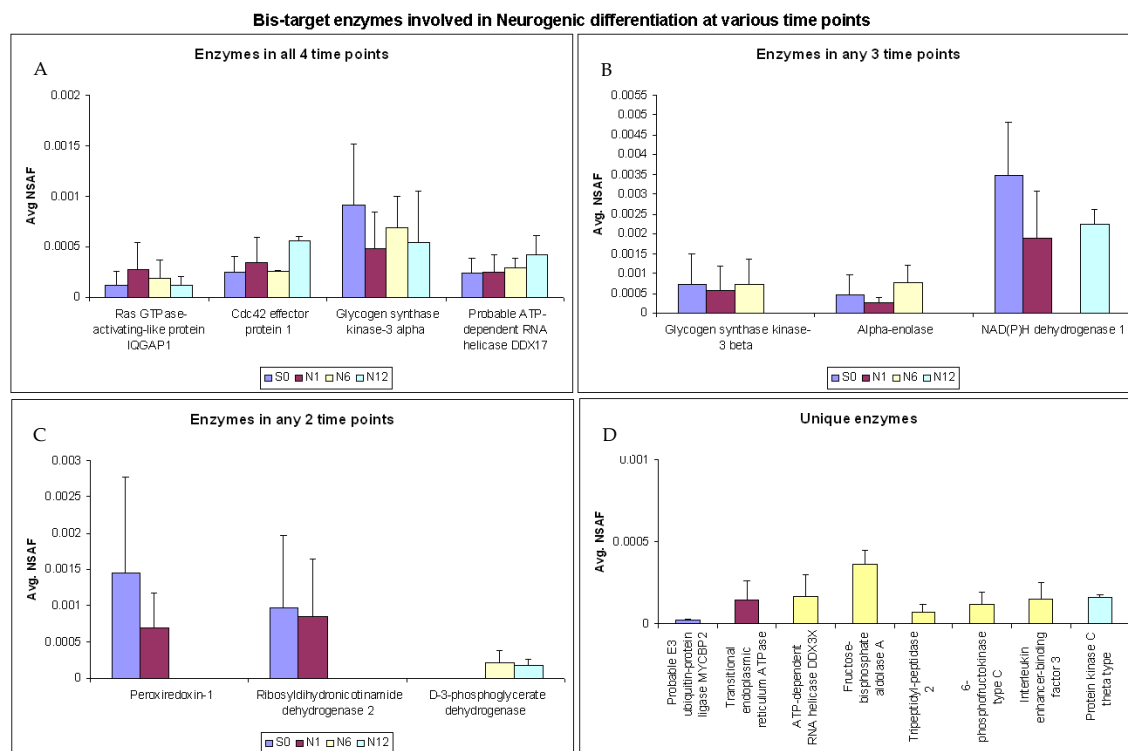 Bis-target enzymes involved in Neurogenic differentiation at various time points
A
Enzymes in all 4 time points
Avg NSAF
0.002
0.0015
0.001
0.0005
0
Ras GTPase-
activating-like protein
IQGAP1
Cdc42 effector
protein 1
Glycogen synthase
kinase-3 alpha
Probable ATP-
dependent RNA
helicase DDX17
S0 N1 N6 N12
B
Enzymes in any 3 time points
Avg. NSAF
0.0055
0.005
0.0045
0.004
0.0035
0.003
0.0025
0.002
0.0015
0.001
0.0005
0
Glycogen synthase kinase-
3 beta
Alpha-enolase
NAD(P)H dehydrogenase 1
S0 N1 N6 N12
C
Enzymes in any 2 time points
Avg. NSAF
0.003
0.0025
0.002
0.0015
0.001
0.0005
0
Peroxiredoxin-1
Ribosyldihydronicotinamide
dehydrogenase 2
D-3-phosphoglycerate
dehydrogenase
S0 N1 N6 N12
D
Unique enzymes
Avg. NSAF
0.001
0.0005
0
Probable E3
ubiquitin-protein
ligase MYCBP2
Transitional
endoplasmic
reticulum ATPase
ATP-dependent
RNA helicase DDX3X
Fructose-
bisphosphate
aldolase A
Tripeptidyl-peptidase
2
6-
phosphofructokinase
type C
Interleukin
enhancer-binding
factor 3
Protein kinase C
theta type